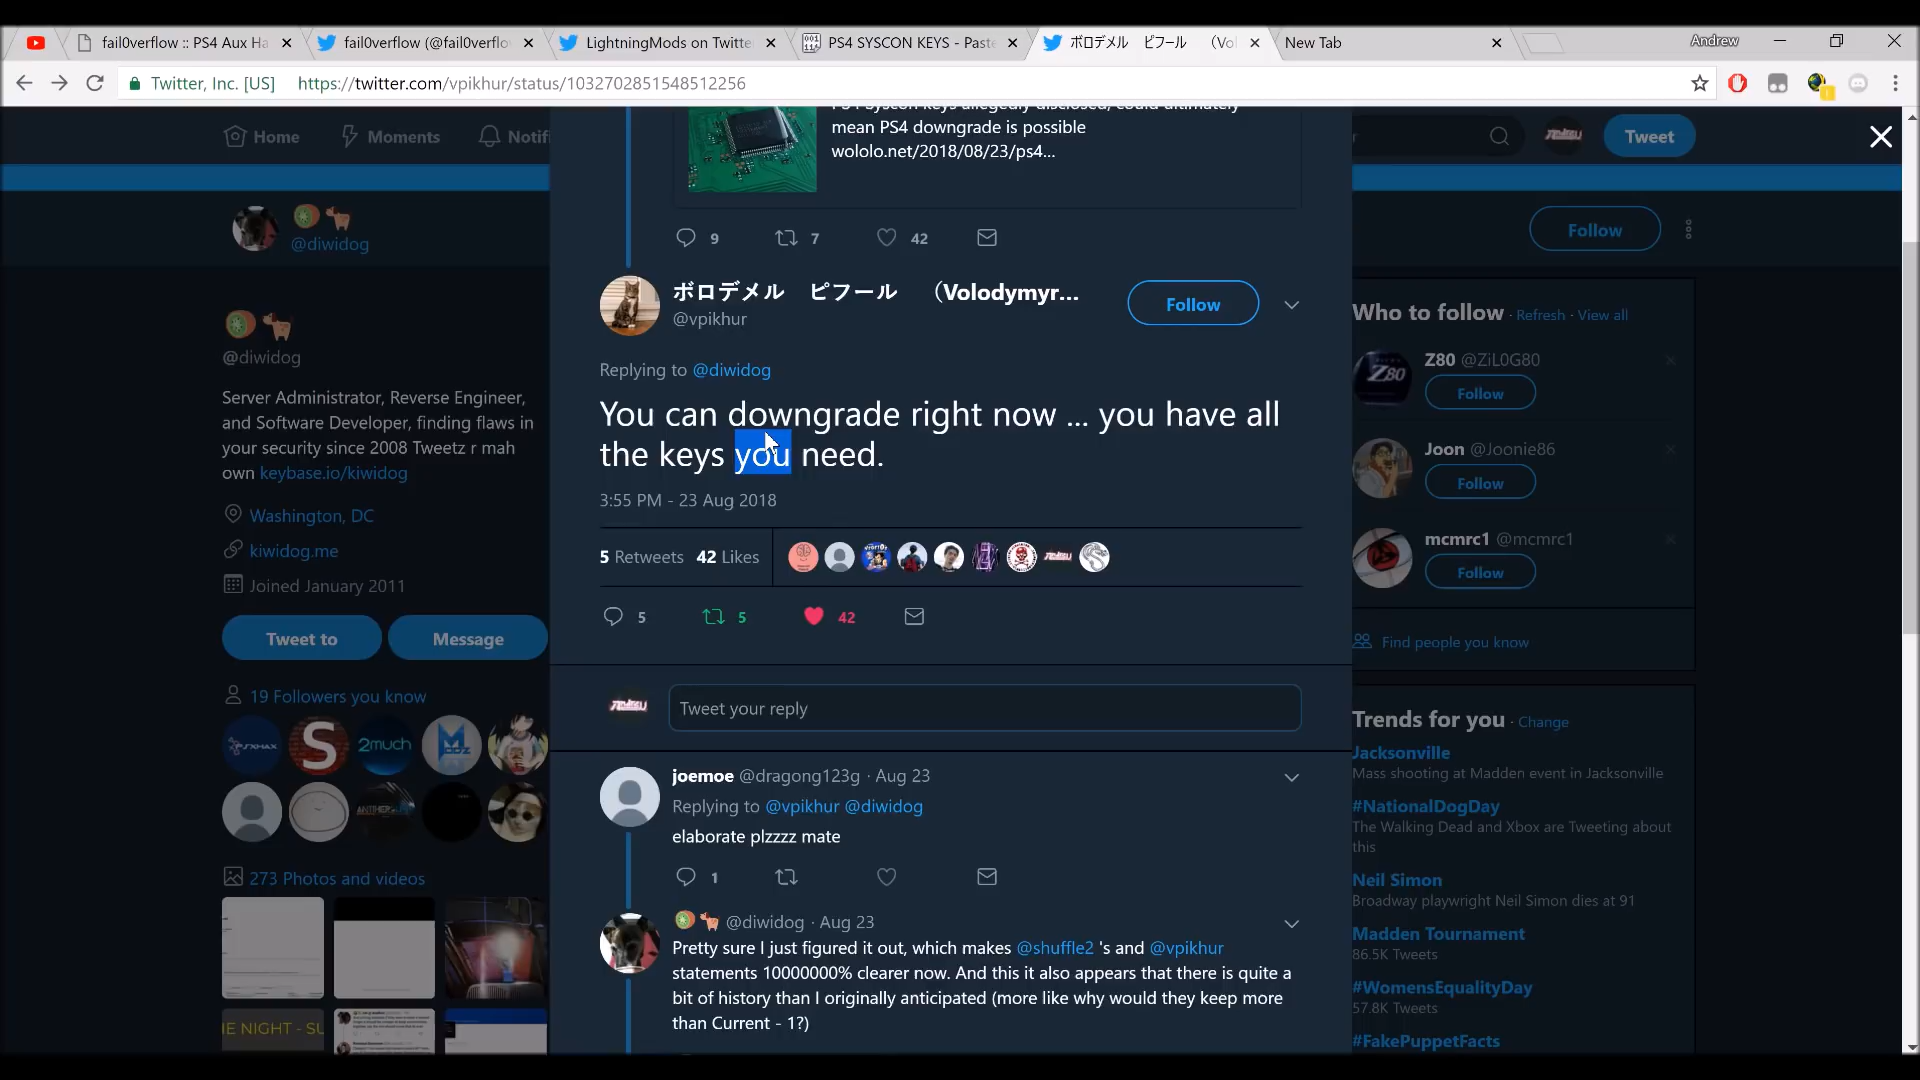 fail0verflow :: PS4 Aux Ha
fail0verflow (@fail0verflo
LightningMods on Twitte
PS4 SYSCON KEYS - Paste
ボロデメル　ピフール　（Vol
New Tab
Andrew
Twitter, Inc. [US]
https://twitter.com/vpikhur/status/1032702851548512256
Home
Moments
Notifi
Tweet
@diwidog
Follow
PS4 Syscon keys allegedly disclosed, could ultimately
mean PS4 downgrade is possible
wololo.net/2018/08/23/ps4...
9
7
42
ボロデメル　ピフール　（Volodymyr...
@vpikhur
Follow
Replying to @diwidog
You can downgrade right now ... you have all
the keys you need.
3:55 PM - 23 Aug 2018
5 Retweets 42 Likes
5
5
42
Tweet your reply
joemoe @dragong123g · Aug 23
Replying to @vpikhur @diwidog
elaborate plzzzz mate
1
@diwidog · Aug 23
Pretty sure I just figured it out, which makes @shuffle2 's and @vpikhur
statements 10000000% clearer now. And this it also appears that there is quite a
bit of history than I originally anticipated (more like why would they keep more
than Current - 1?)
@diwidog
Server Administrator, Reverse Engineer,
and Software Developer, finding flaws in
your security since 2008 Tweetz r mah
own keybase.io/kiwidog
Washington, DC
kiwidog.me
Joined January 2011
Tweet to
Message
19 Followers you know
PSXHAX
S
2much
273 Photos and videos
E NIGHT - SU
Who to follow · Refresh · View all
Z80
Z80 @ZiL0G80
Follow
Joon @Joonie86
Follow
mcmrc1 @mcmrc1
Follow
Find people you know
Trends for you · Change
Jacksonville
Mass shooting at Madden event in Jacksonville
#NationalDogDay
The Walking Dead and Xbox are Tweeting about
this
Neil Simon
Broadway playwright Neil Simon dies at 91
Madden Tournament
86.5K Tweets
#WomensEqualityDay
57.8K Tweets
#FakePuppetFacts